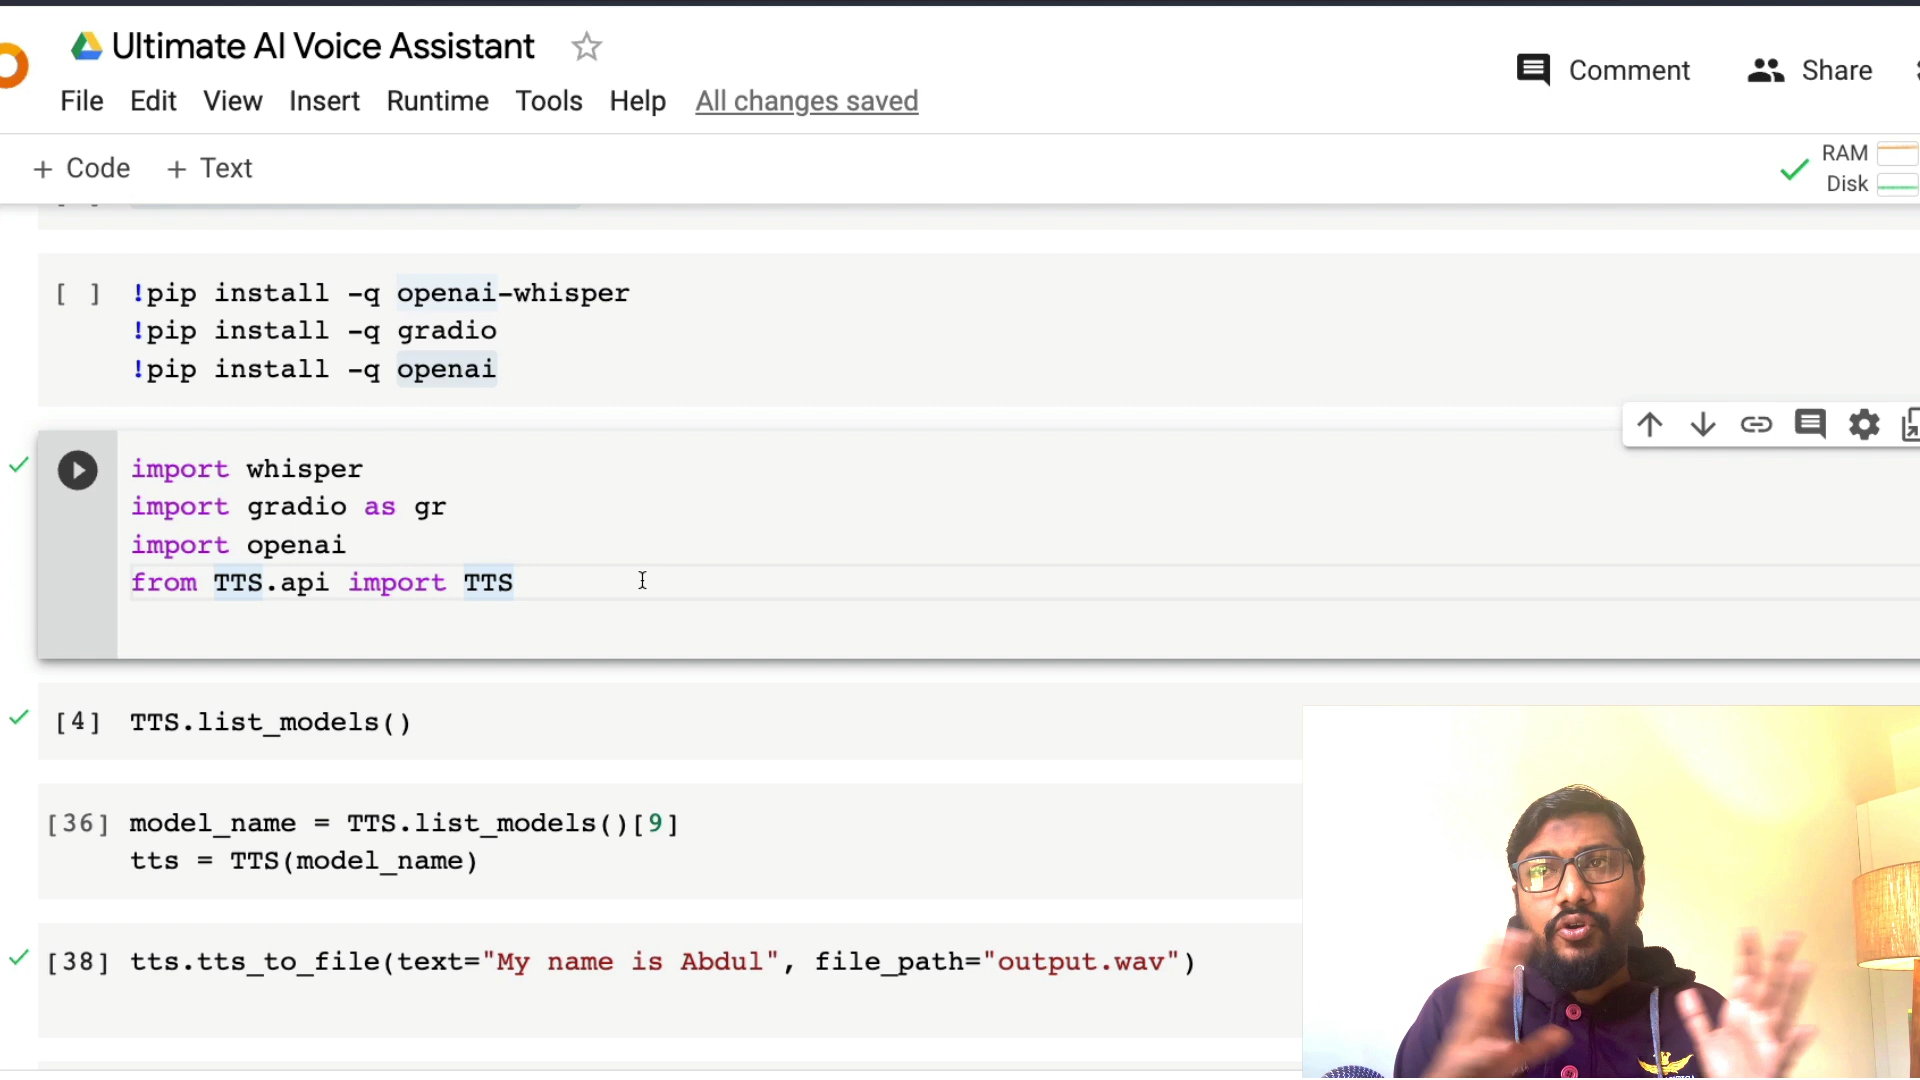 Ultimate AI Voice Assistant
Comment Share
File Edit View Insert Runtime Tools Help All changes saved
+ Code + Text
RAM
Disk
[ ] !pip install -q openai-whisper
!pip install -q gradio
!pip install -q openai
import whisper
import gradio as gr
import openai
from TTS.api import TTS
[4] TTS.list_models()
[36] model_name = TTS.list_models()[9]
tts = TTS(model_name)
[38] tts.tts_to_file(text="My name is Abdul", file_path="output.wav")